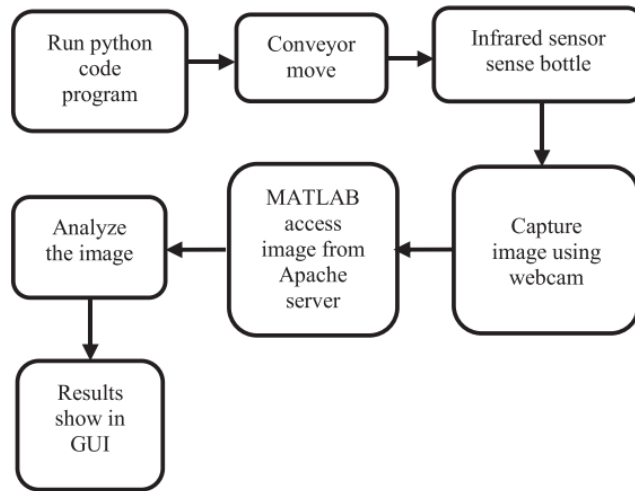 Run python
code
program
Conveyor
move
Infrared sensor
sense bottle
Capture
image using
webcam
MATLAB
access
image from
Apache
server
Analyze
the image
Results
show in
GUI